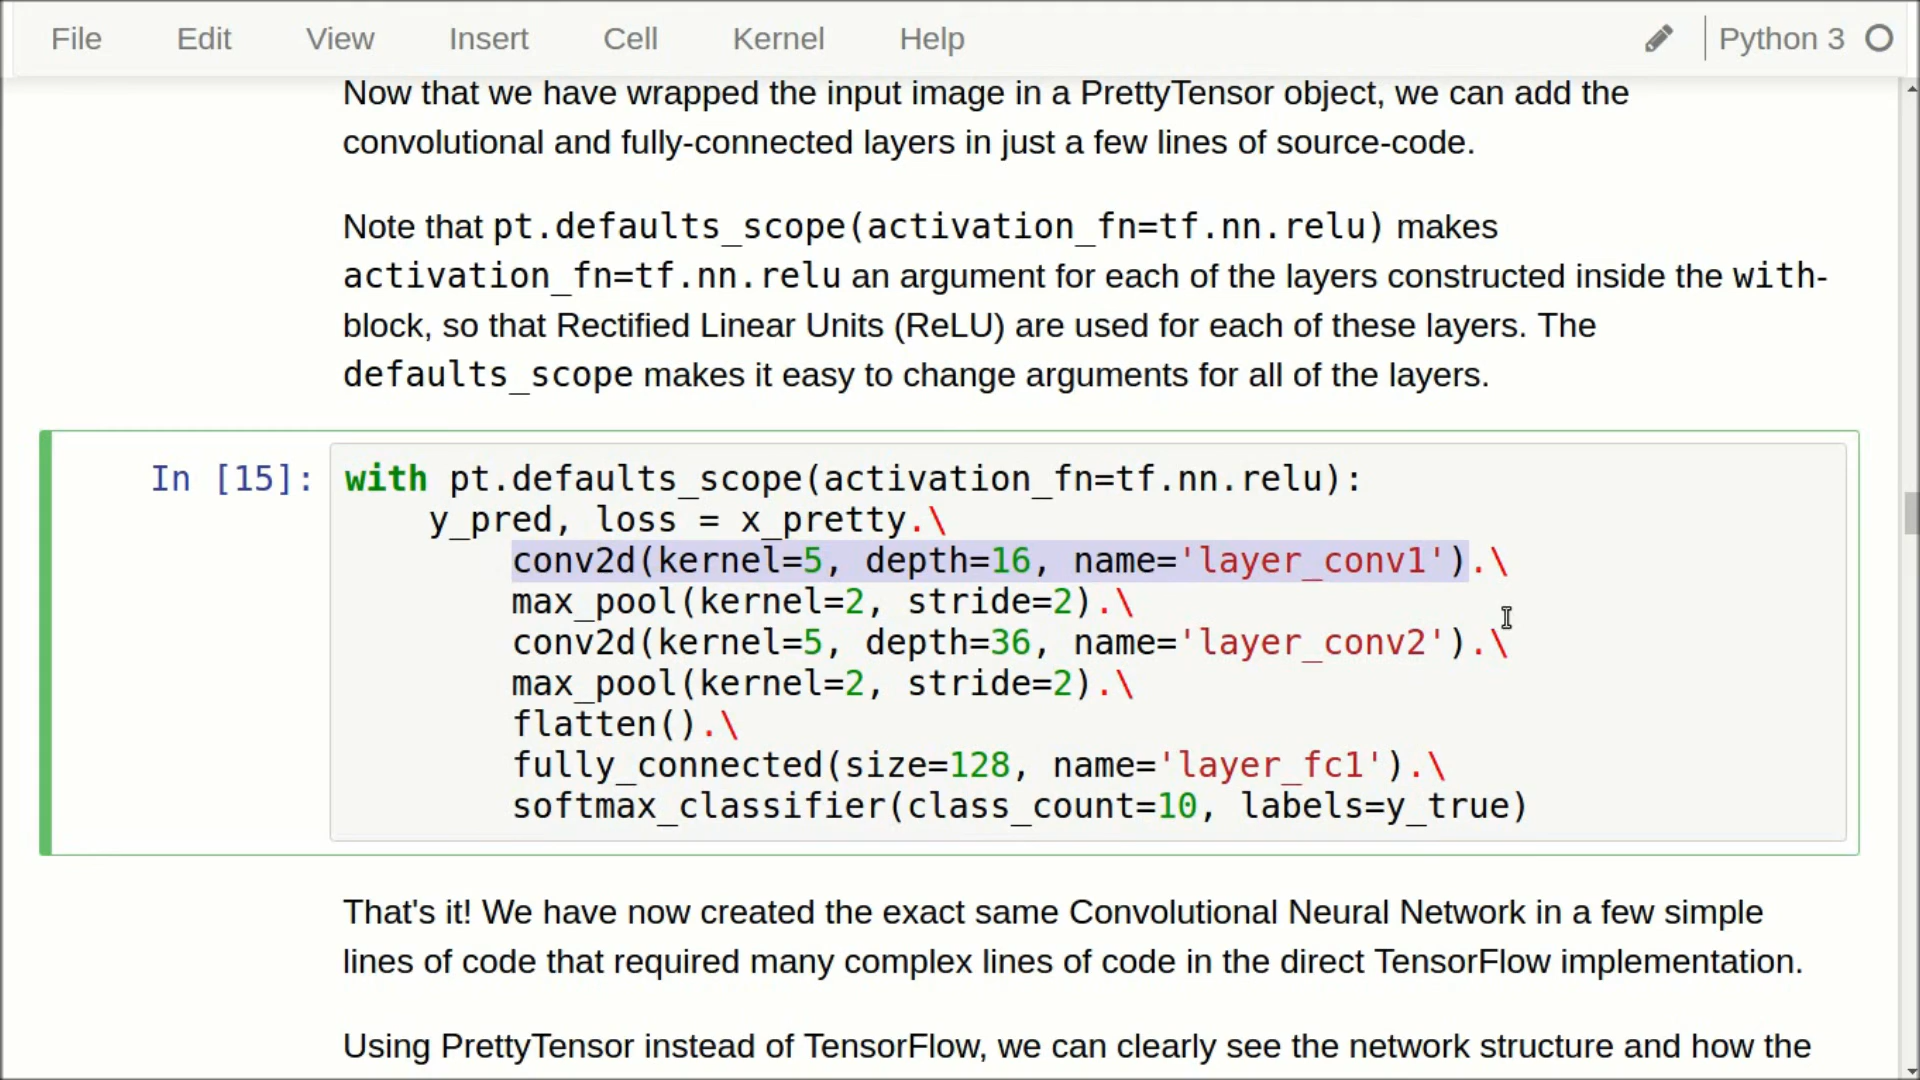 File Edit View Insert Cell Kernel Help Python 3
Now that we have wrapped the input image in a PrettyTensor object, we can add the
convolutional and fully-connected layers in just a few lines of source-code.
Note that pt.defaults_scope(activation_fn=tf.nn.relu) makes
activation_fn=tf.nn.relu an argument for each of the layers constructed inside the with-
block, so that Rectified Linear Units (ReLU) are used for each of these layers. The
defaults_scope makes it easy to change arguments for all of the layers.
In [15]: with pt.defaults_scope(activation_fn=tf.nn.relu):
    y_pred, loss = x_pretty.\
        conv2d(kernel=5, depth=16, name='layer_conv1').\
        max_pool(kernel=2, stride=2).\
        conv2d(kernel=5, depth=36, name='layer_conv2').\
        max_pool(kernel=2, stride=2).\
        flatten().\
        fully_connected(size=128, name='layer_fc1').\
        softmax_classifier(class_count=10, labels=y_true)
That's it! We have now created the exact same Convolutional Neural Network in a few simple
lines of code that required many complex lines of code in the direct TensorFlow implementation.
Using PrettyTensor instead of TensorFlow, we can clearly see the network structure and how the